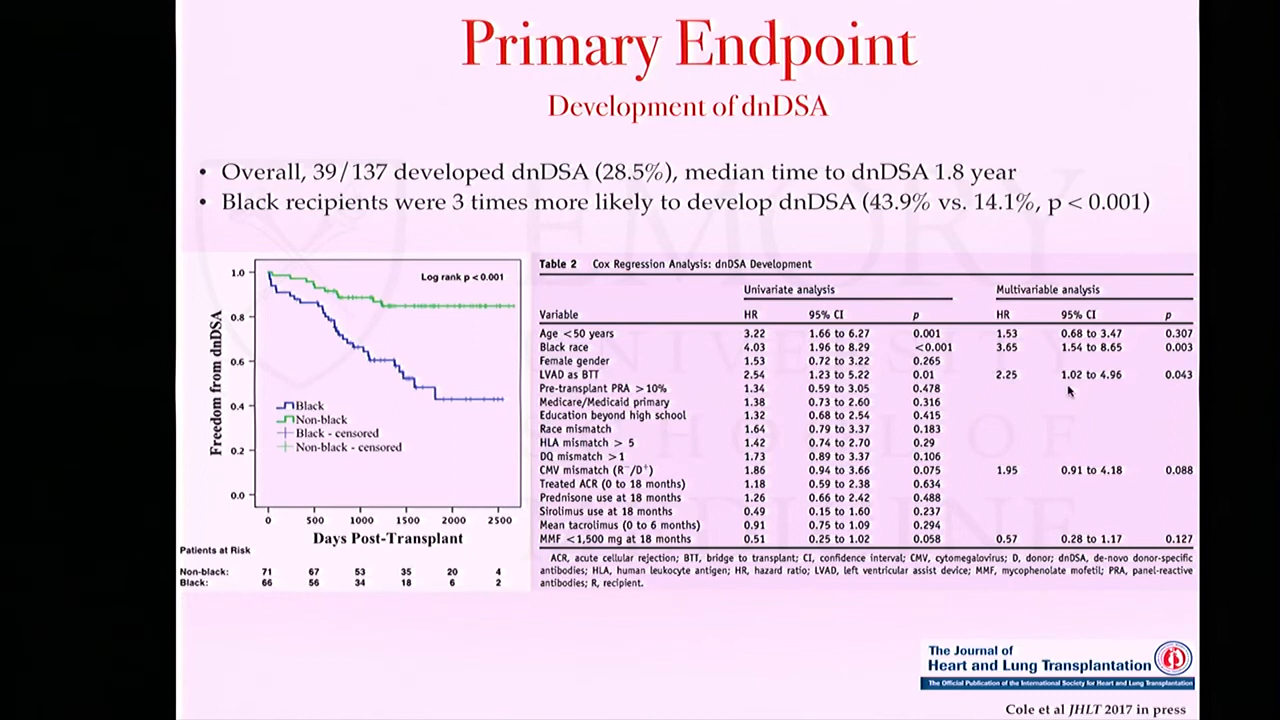 Primary Endpoint
Development of dnDSA
• Overall, 39/137 developed dnDSA (28.5%), median time to dnDSA 1.8 year
• Black recipients were 3 times more likely to develop dnDSA (43.9% vs. 14.1%, p < 0.001)
EMORY
UNIVERSITY
SCHOOL OF
MEDICINE
Log rank p < 0.001
Freedom from dnDSA
1.0
0.8
0.6
0.4
0.2
0.0
Black
Non-black
Black - censored
Non-black - censored
0 500 1000 1500 2000 2500
Days Post-Transplant
Patients at Risk
Non-black: 71 67 53 35 20 4
Black: 66 56 34 18 6 2
Table 2 Cox Regression Analysis: dnDSA Development
Univariate analysis Multivariable analysis
Variable HR 95% CI p HR 95% CI p
Age <50 years 3.22 1.66 to 6.27 0.001 1.53 0.68 to 3.47 0.307
Black race 4.03 1.96 to 8.29 <0.001 3.65 1.54 to 8.65 0.003
Female gender 1.53 0.72 to 3.22 0.265
LVAD as BTT 2.54 1.23 to 5.22 0.01 2.25 1.02 to 4.96 0.043
Pre-transplant PRA >10% 1.34 0.59 to 3.05 0.478
Medicare/Medicaid primary 1.38 0.73 to 2.60 0.316
Education beyond high school 1.32 0.68 to 2.54 0.415
Race mismatch 1.64 0.79 to 3.37 0.183
HLA mismatch > 5 1.42 0.74 to 2.70 0.29
DQ mismatch >1 1.73 0.89 to 3.37 0.106
CMV mismatch (R⁻/D⁺) 1.86 0.94 to 3.66 0.075 1.95 0.91 to 4.18 0.088
Treated ACR (0 to 18 months) 1.18 0.59 to 2.38 0.634
Prednisone use at 18 months 1.26 0.66 to 2.42 0.488
Sirolimus use at 18 months 0.49 0.15 to 1.60 0.237
Mean tacrolimus (0 to 6 months) 0.91 0.75 to 1.09 0.294
MMF <1,500 mg at 18 months 0.51 0.25 to 1.02 0.058 0.57 0.28 to 1.17 0.127
ACR, acute cellular rejection; BTT, bridge to transplant; CI, confidence interval; CMV, cytomegalovirus; D, donor; dnDSA, de-novo donor-specific
antibodies; HLA, human leukocyte antigen; HR, hazard ratio; LVAD, left ventricular assist device; MMF, mycophenolate mofetil; PRA, panel-reactive
antibodies; R, recipient.
The Journal of
Heart and Lung Transplantation
The Official Publication of the International Society for Heart and Lung Transplantation
Cole et al JHLT 2017 in press